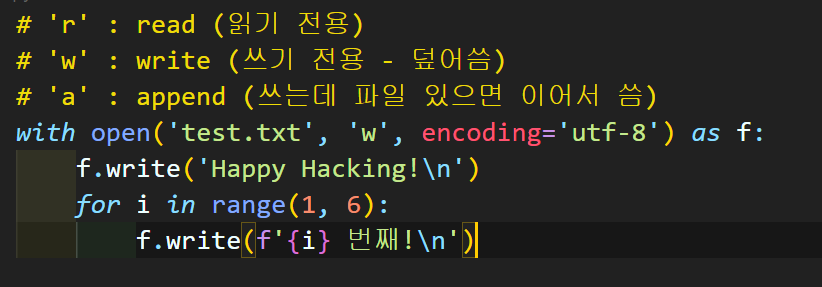 # 'r' : read (읽기 전용)
# 'w' : write (쓰기 전용 - 덮어씀)
# 'a' : append (쓰는데 파일 있으면 이어서 씀)
with open('test.txt', 'w', encoding='utf-8') as f:
    f.write('Happy Hacking!\n')
    for i in range(1, 6):
        f.write(f'{i} 번째!\n')